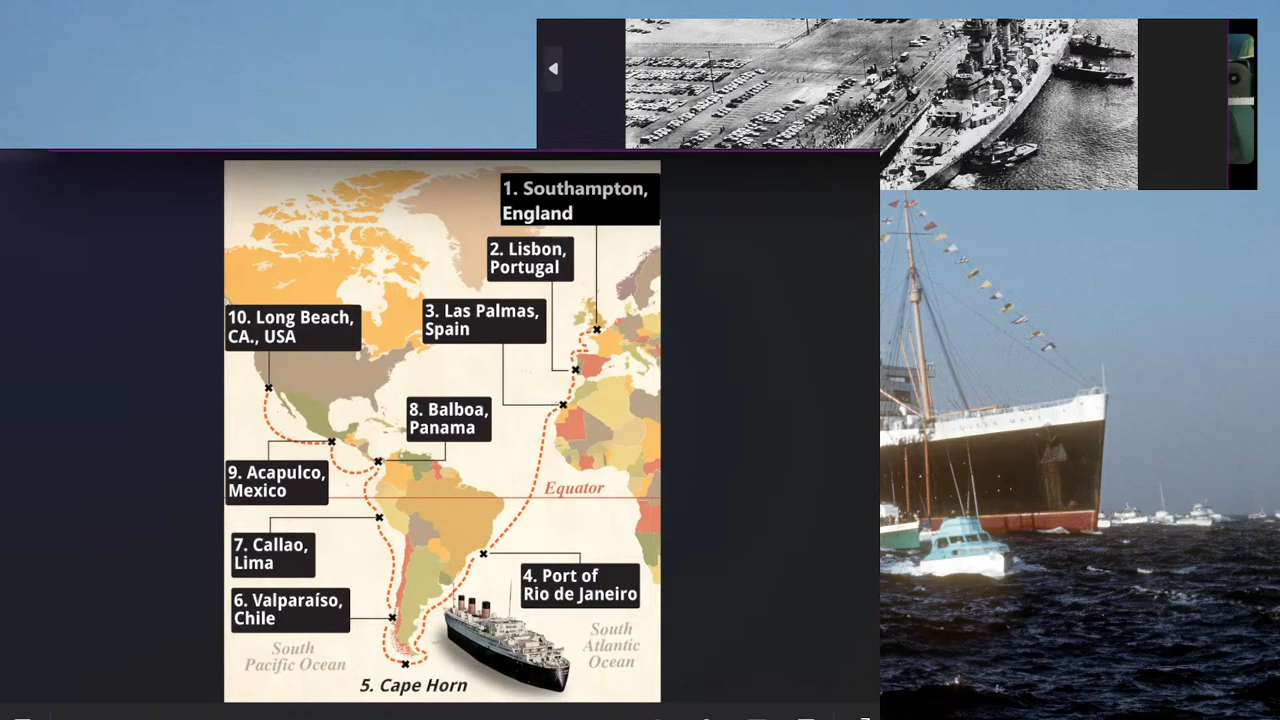 1. Southampton,
England
2. Lisbon,
Portugal
3. Las Palmas,
Spain
10. Long Beach,
CA., USA
8. Balboa,
Panama
9. Acapulco,
Mexico
Equator
7. Callao,
Lima
4. Port of
Rio de Janeiro
6. Valparaíso,
Chile
South
Pacific Ocean
South
Atlantic
Ocean
5. Cape Horn